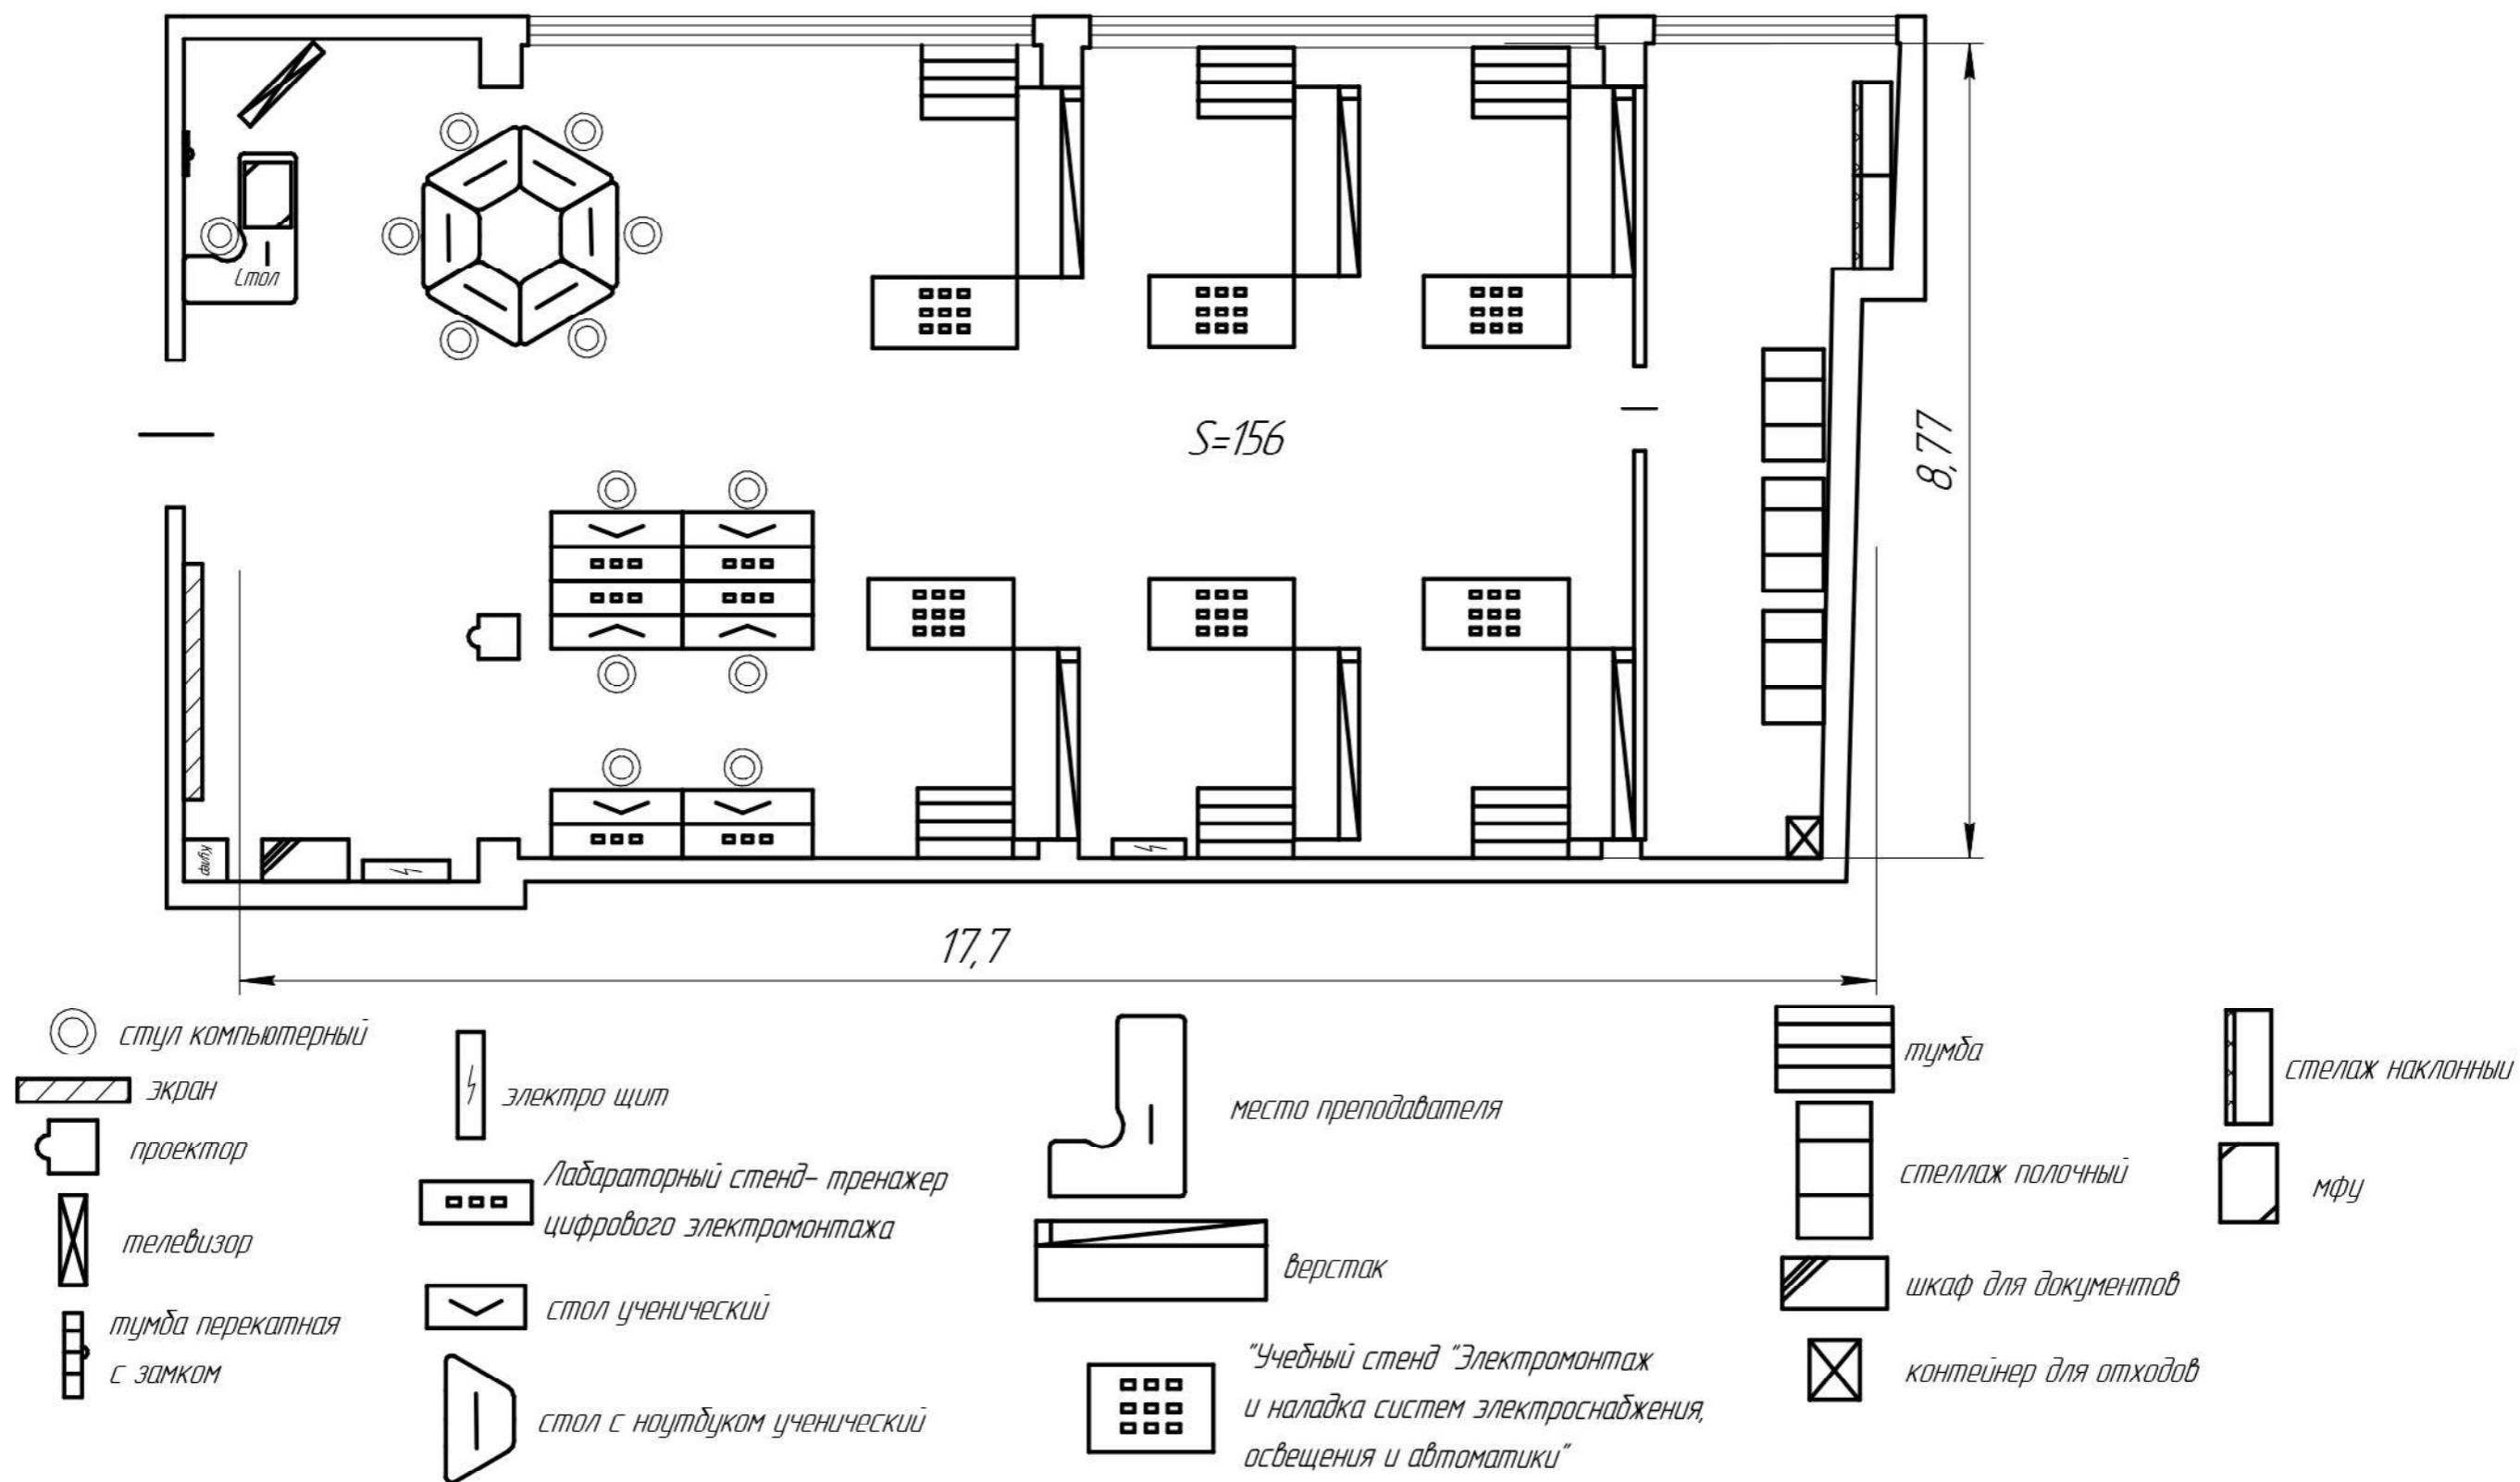 Стол
S=156
8,77
Кулер
17,7
стул компьютерный
экран
проектор
телевизор
тумба перекатная
с замком
электро щит
Лабараторный стенд- тренажер
цифрового электромонтажа
стол ученический
стол с ноутбуком ученический
место преподавателя
верстак
"Учебный стенд "Электромонтаж
и наладка систем электроснабжения,
освещения и автоматики"
тумба
стеллаж полочный
шкаф для документов
контейнер для отходов
стелаж наклонный
мфу